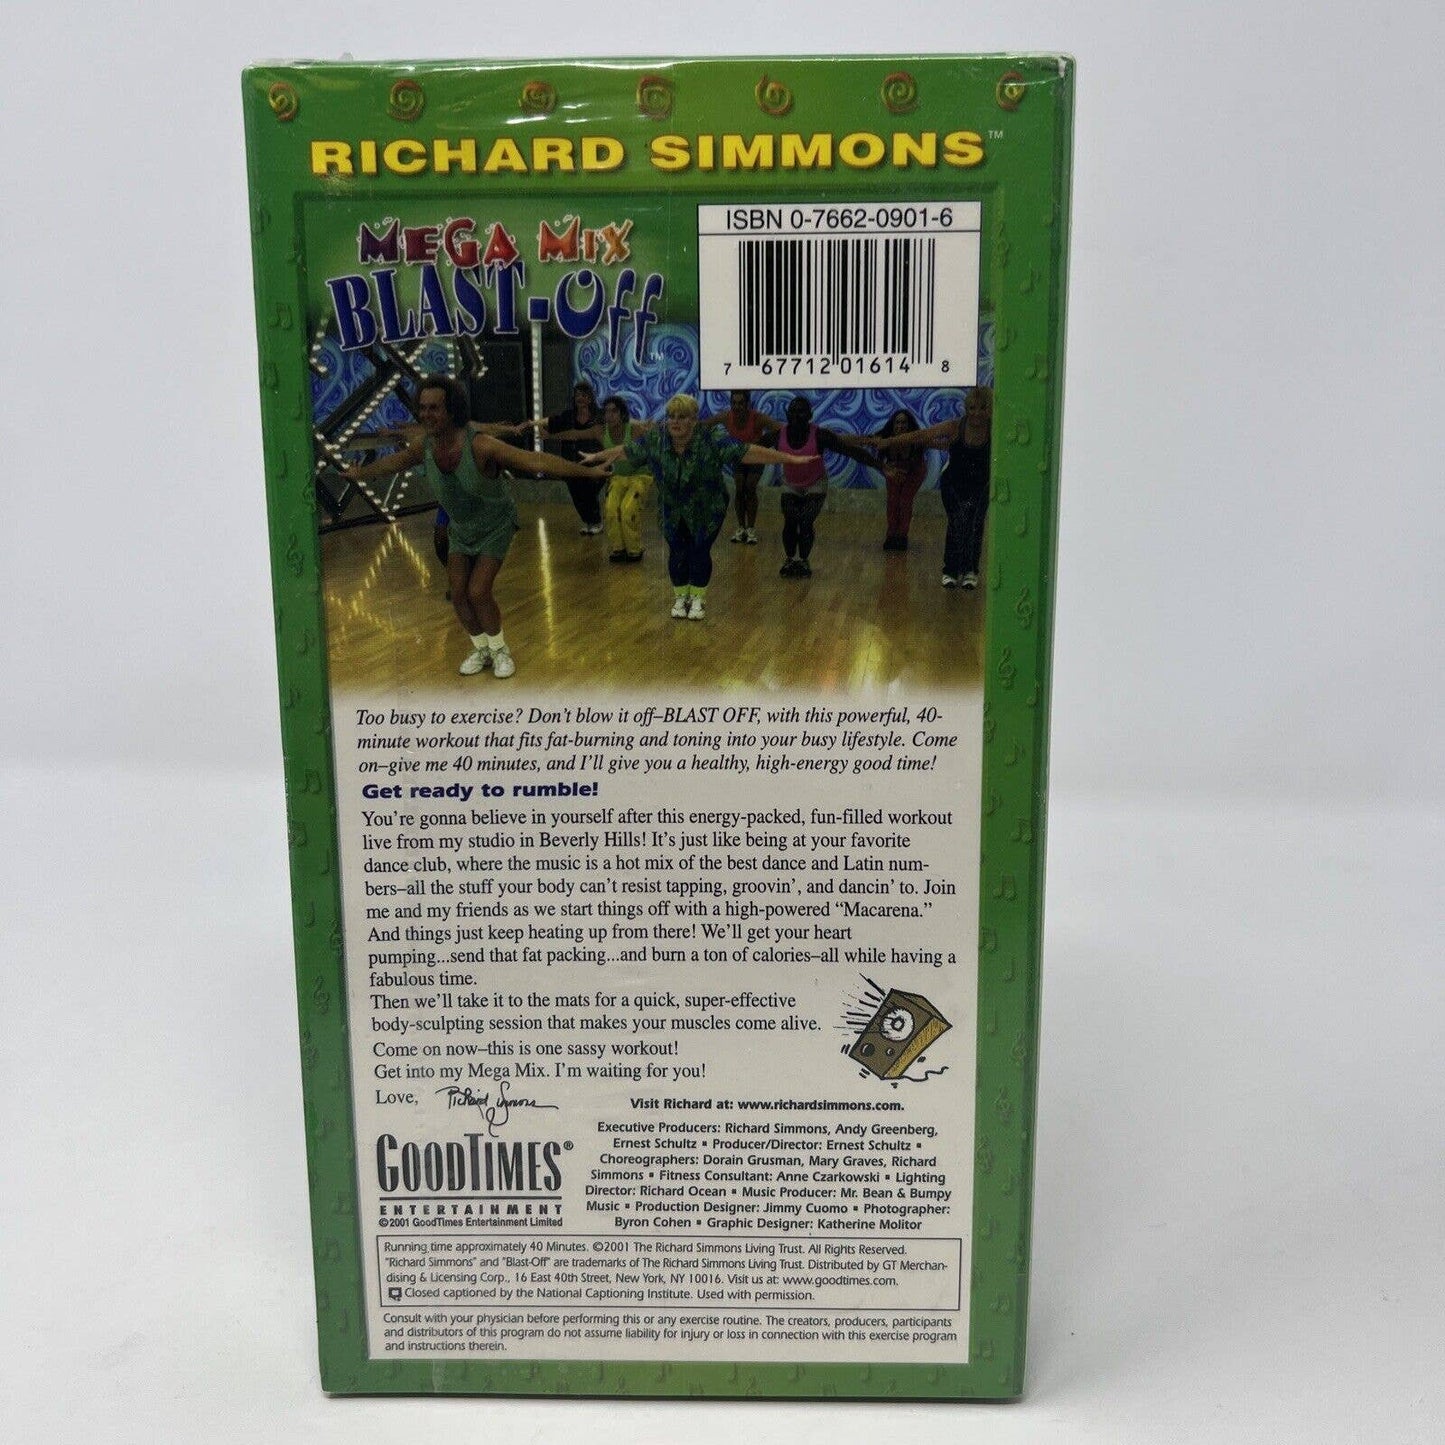 RICHARD SIMMONS™
MEGA MIX
BLAST-Off™
ISBN 0-7662-0901-6
7 67712 01614 8
Too busy to exercise? Don't blow it off–BLAST OFF, with this powerful, 40-
minute workout that fits fat-burning and toning into your busy lifestyle. Come
on–give me 40 minutes, and I'll give you a healthy, high-energy good time!
Get ready to rumble!
You're gonna believe in yourself after this energy-packed, fun-filled workout
live from my studio in Beverly Hills! It's just like being at your favorite
dance club, where the music is a hot mix of the best dance and Latin num-
bers–all the stuff your body can't resist tapping, groovin', and dancin' to. Join
me and my friends as we start things off with a high-powered “Macarena.”
And things just keep heating up from there! We'll get your heart
pumping...send that fat packing...and burn a ton of calories–all while having a
fabulous time.
Then we'll take it to the mats for a quick, super-effective
body-sculpting session that makes your muscles come alive.
Come on now–this is one sassy workout!
Get into my Mega Mix. I'm waiting for you!
Love, Richard Simmons
Visit Richard at: www.richardsimmons.com.
GOODTIMES®
ENTERTAINMENT
©2001 GoodTimes Entertainment Limited
Executive Producers: Richard Simmons, Andy Greenberg,
Ernest Schultz ▪ Producer/Director: Ernest Schultz ▪
Choreographers: Dorain Grusman, Mary Graves, Richard
Simmons ▪ Fitness Consultant: Anne Czarkowski ▪ Lighting
Director: Richard Ocean ▪ Music Producer: Mr. Bean & Bumpy
Music ▪ Production Designer: Jimmy Cuomo ▪ Photographer:
Byron Cohen ▪ Graphic Designer: Katherine Molitor
Running time approximately 40 Minutes. ©2001 The Richard Simmons Living Trust. All Rights Reserved.
"Richard Simmons" and "Blast-Off" are trademarks of The Richard Simmons Living Trust. Distributed by GT Merchan-
dising & Licensing Corp., 16 East 40th Street, New York, NY 10016. Visit us at: www.goodtimes.com.
Closed captioned by the National Captioning Institute. Used with permission.
Consult with your physician before performing this or any exercise routine. The creators, producers, participants
and distributors of this program do not assume liability for injury or loss in connection with this exercise program
and instructions therein.